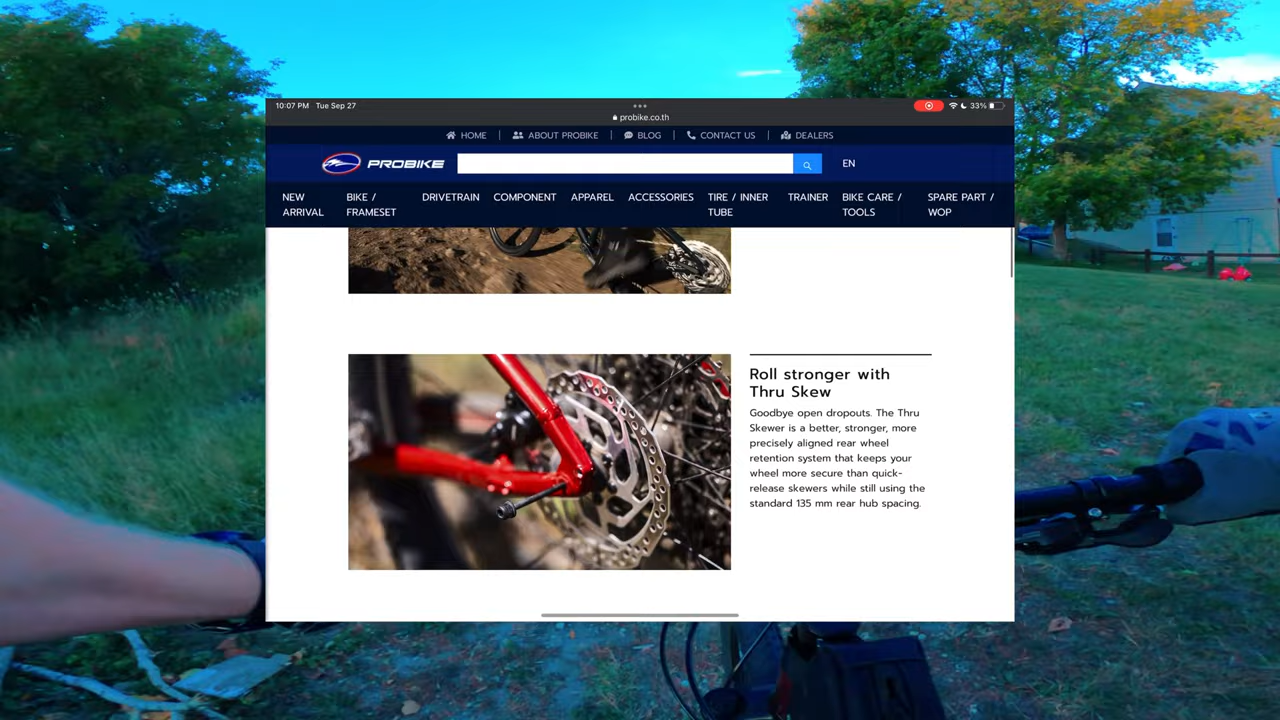 10:07 PM Tue Sep 27
33%
probike.co.th
HOME ABOUT PROBIKE BLOG CONTACT US DEALERS
PROBIKE
EN
NEW ARRIVAL
BIKE / FRAMESET
DRIVETRAIN
COMPONENT
APPAREL
ACCESSORIES
TIRE / INNER TUBE
TRAINER
BIKE CARE / TOOLS
SPARE PART / WOP
Roll stronger with
Thru Skew
Goodbye open dropouts. The Thru
Skewer is a better, stronger, more
precisely aligned rear wheel
retention system that keeps your
wheel more secure than quick-
release skewers while still using the
standard 135 mm rear hub spacing.